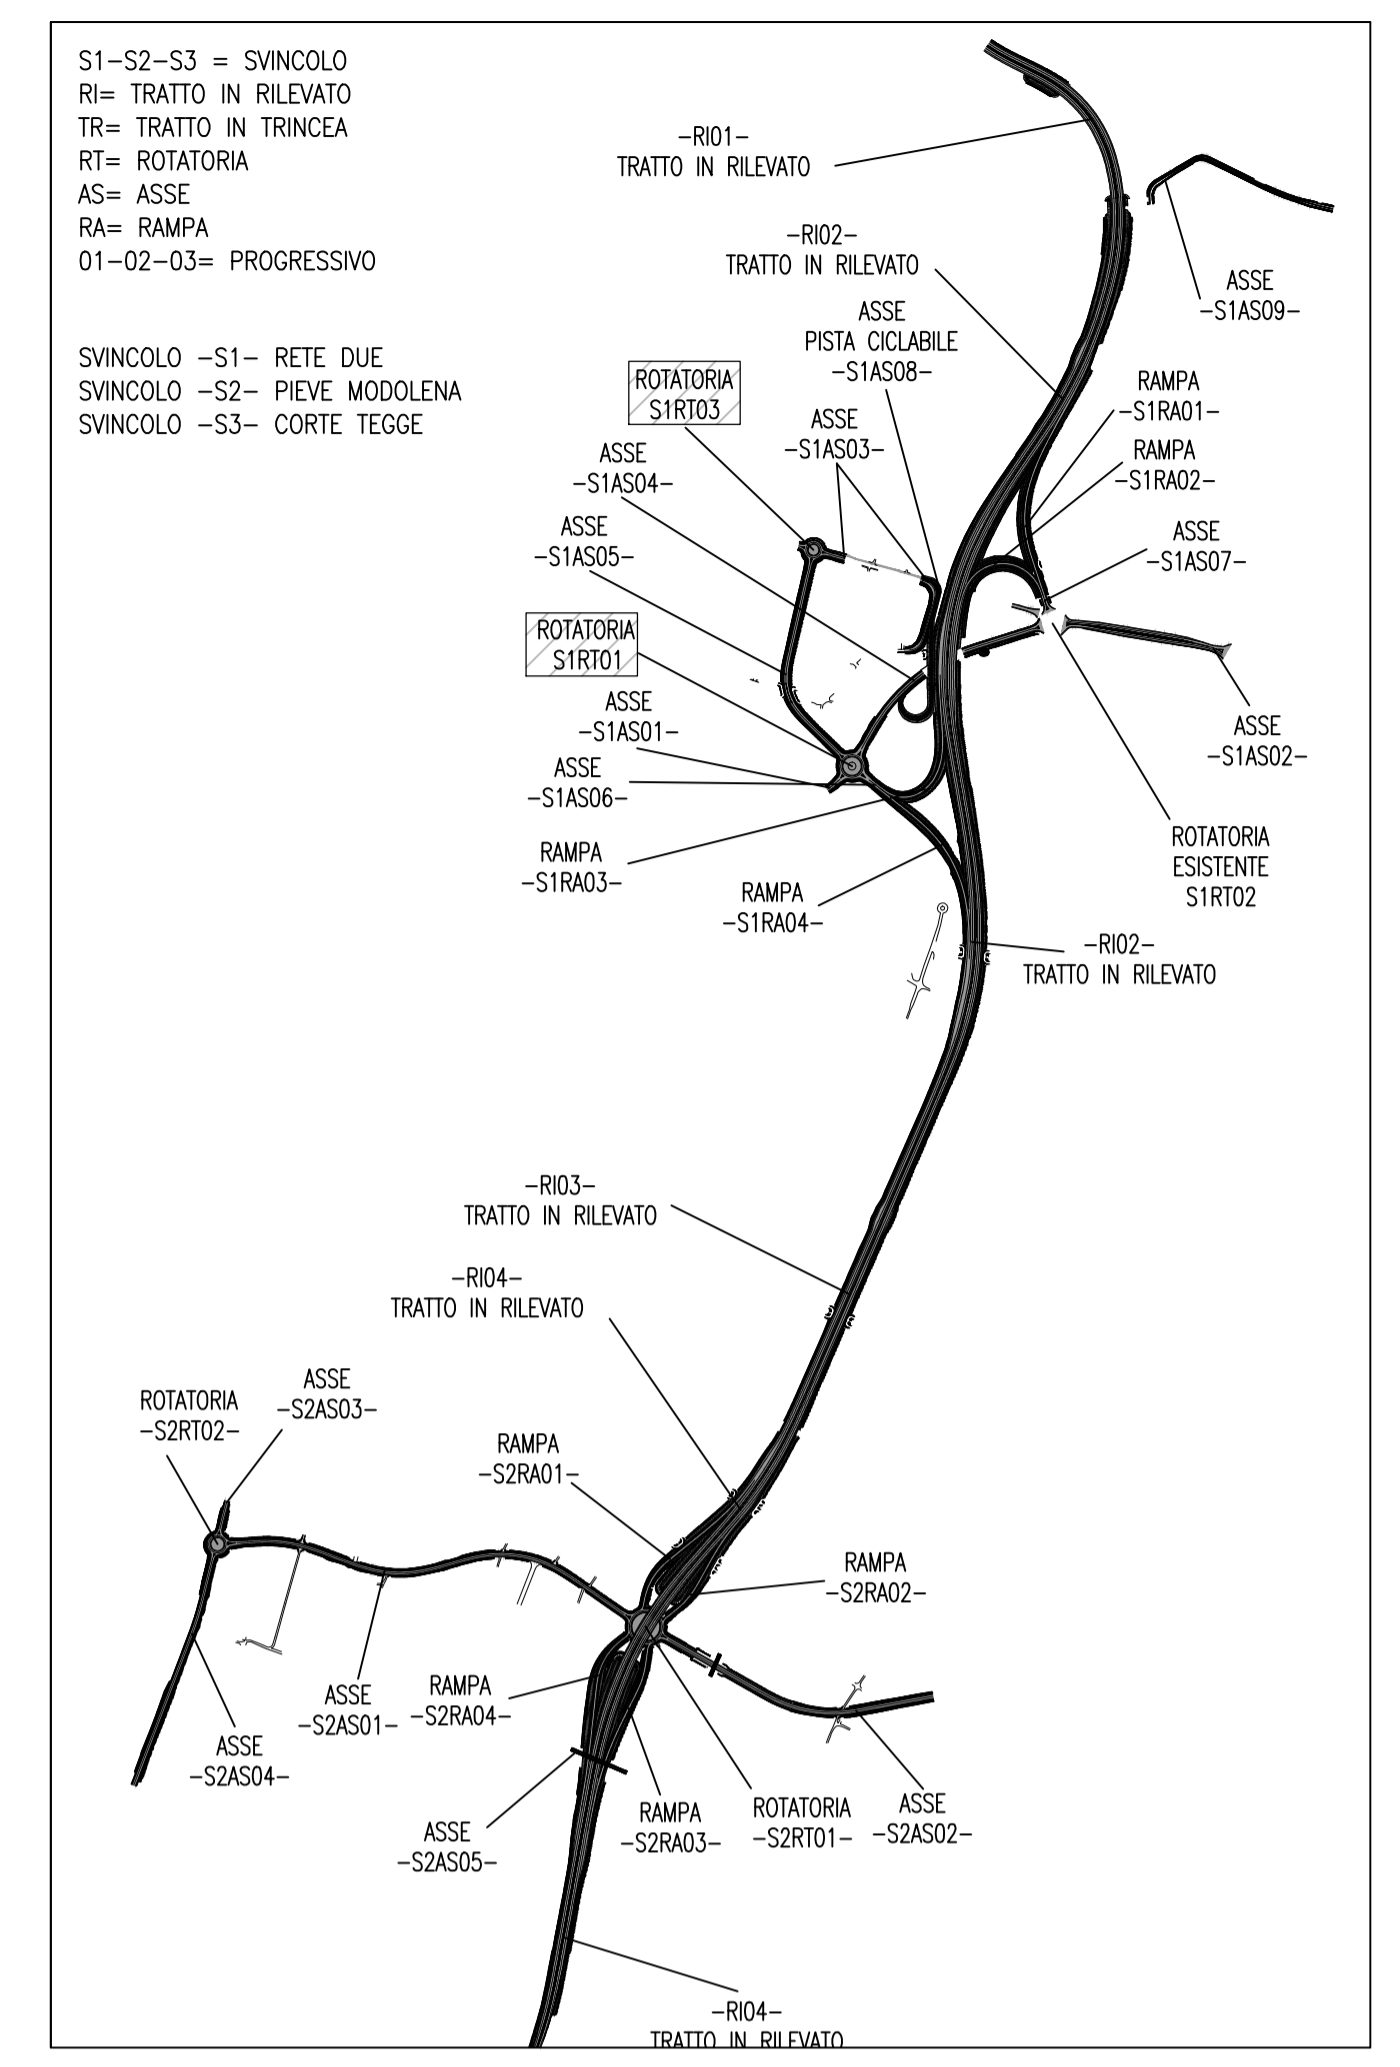 S1-S2-S3 = SVINCOLO
RI= TRATTO IN RILEVATO
TR= TRATTO IN TRINCEA
RT= ROTATORIA
AS= ASSE
RA= RAMPA
01-02-03= PROGRESSIVO
SVINCOLO -S1- RETE DUE
SVINCOLO -S2- PIEVE MODOLENA
SVINCOLO -S3- CORTE TEGGE
-RI01-
TRATTO IN RILEVATO
-RI02-
TRATTO IN RILEVATO
ASSE
-S1AS09-
ASSE
PISTA CICLABILE
-S1AS08-
ROTATORIA
S1RT03
RAMPA
-S1RA01-
ASSE
-S1AS03-
RAMPA
-S1RA02-
ASSE
-S1AS04-
ASSE
-S1AS05-
ASSE
-S1AS07-
ROTATORIA
S1RT01
ASSE
-S1AS01-
ASSE
-S1AS02-
ASSE
-S1AS06-
RAMPA
-S1RA03-
ROTATORIA
ESISTENTE
S1RT02
RAMPA
-S1RA04-
-RI02-
TRATTO IN RILEVATO
-RI03-
TRATTO IN RILEVATO
-RI04-
TRATTO IN RILEVATO
ASSE
-S2AS03-
ROTATORIA
-S2RT02-
RAMPA
-S2RA01-
RAMPA
-S2RA02-
RAMPA
-S2RA04-
ASSE
-S2AS01-
ASSE
-S2AS04-
ASSE
-S2AS05-
RAMPA
-S2RA03-
ROTATORIA
-S2RT01-
ASSE
-S2AS02-
-RI04-
TRATTO IN RILEVATO